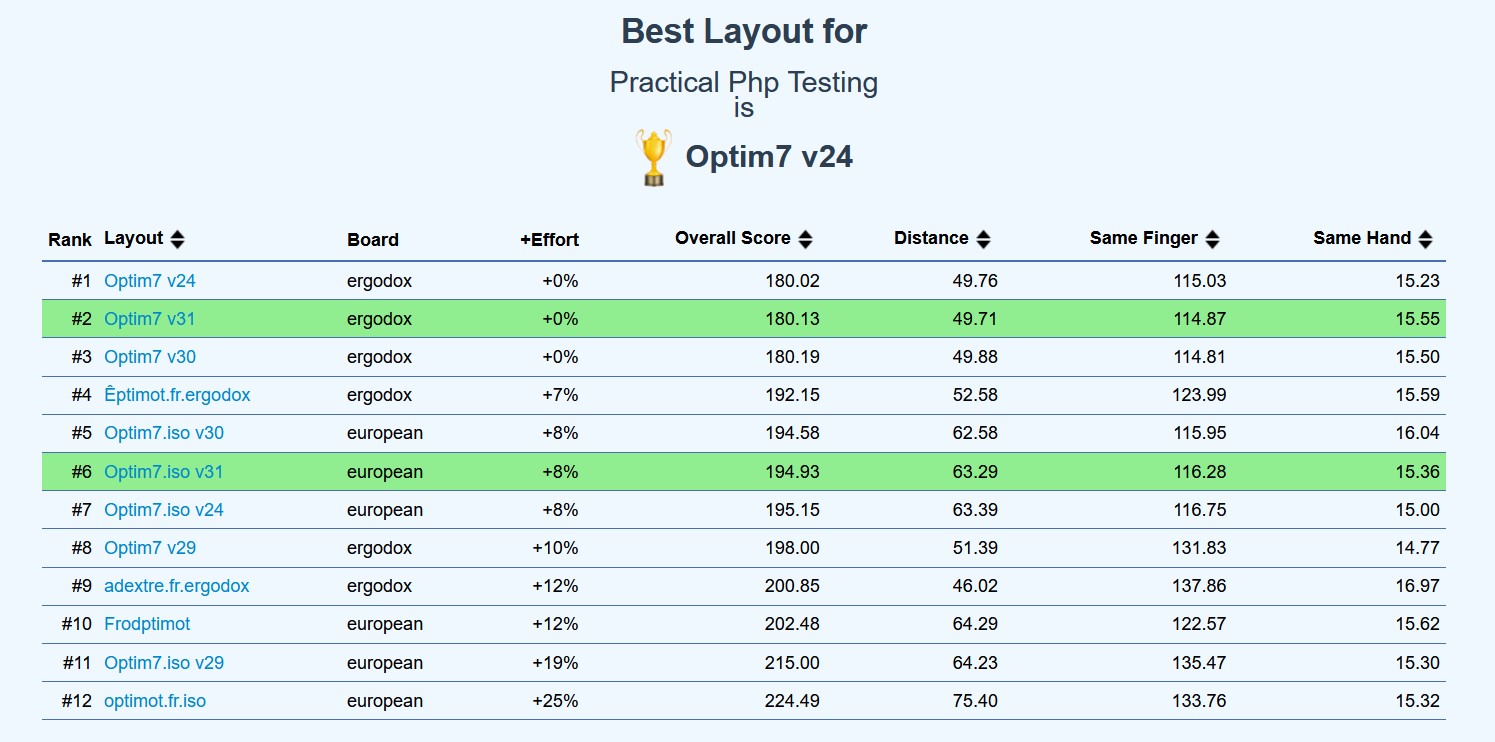 Best Layout for
Practical Php Testing
is
Optim7 v24
Rank Layout Board +Effort Overall Score Distance Same Finger Same Hand
#1 Optim7 v24 ergodox +0% 180.02 49.76 115.03 15.23
#2 Optim7 v31 ergodox +0% 180.13 49.71 114.87 15.55
#3 Optim7 v30 ergodox +0% 180.19 49.88 114.81 15.50
#4 Êptimot.fr.ergodox ergodox +7% 192.15 52.58 123.99 15.59
#5 Optim7.iso v30 european +8% 194.58 62.58 115.95 16.04
#6 Optim7.iso v31 european +8% 194.93 63.29 116.28 15.36
#7 Optim7.iso v24 european +8% 195.15 63.39 116.75 15.00
#8 Optim7 v29 ergodox +10% 198.00 51.39 131.83 14.77
#9 adextre.fr.ergodox ergodox +12% 200.85 46.02 137.86 16.97
#10 Frodptimot european +12% 202.48 64.29 122.57 15.62
#11 Optim7.iso v29 european +19% 215.00 64.23 135.47 15.30
#12 optimot.fr.iso european +25% 224.49 75.40 133.76 15.32